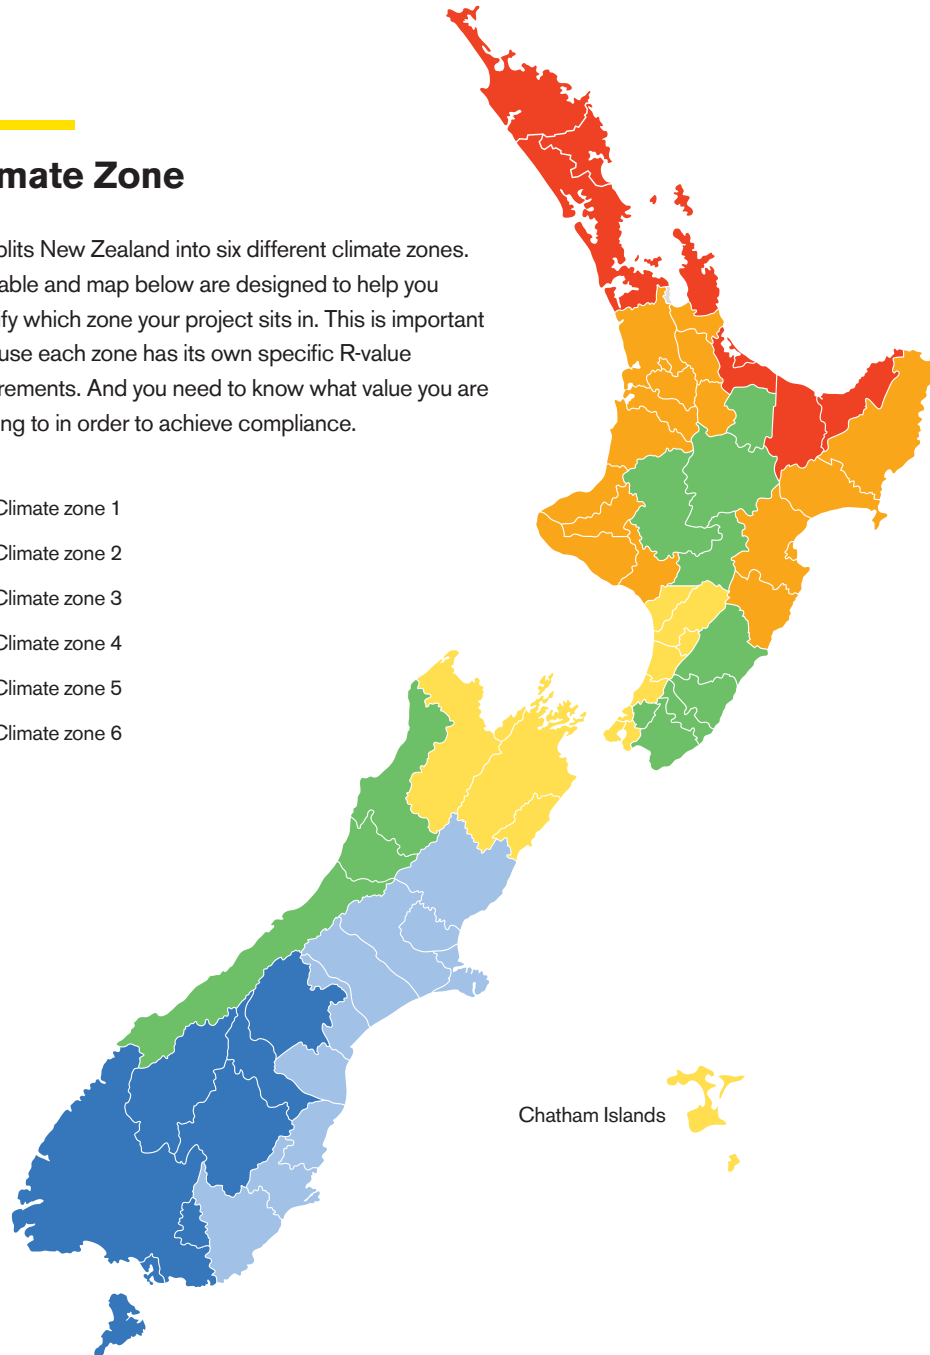 mate Zone
plits New Zealand into six different climate zones.
able and map below are designed to help you
ify which zone your project sits in. This is important
use each zone has its own specific R-value
rements. And you need to know what value you are
ng to in order to achieve compliance.
Climate zone 1
Climate zone 2
Climate zone 3
Climate zone 4
Climate zone 5
Climate zone 6
Chatham Islands